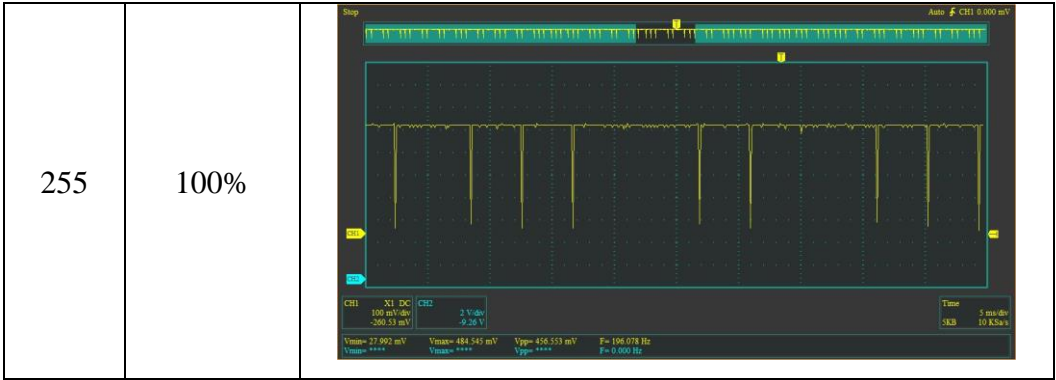 255
100%
Stop
Auto CH1 0.000 mV
T
T
CH1
CH2
CH1 X1 DC
100 mV/div
-260.53 mV
CH2
2 V/div
-9.26 V
Time
5 ms/div
5KB 10 KSa/s
Vmin= 27.992 mV Vmax= 484.545 mV Vpp= 456.553 mV F= 196.078 Hz
Vmin= **** Vmax= **** Vpp= **** F= 0.000 Hz